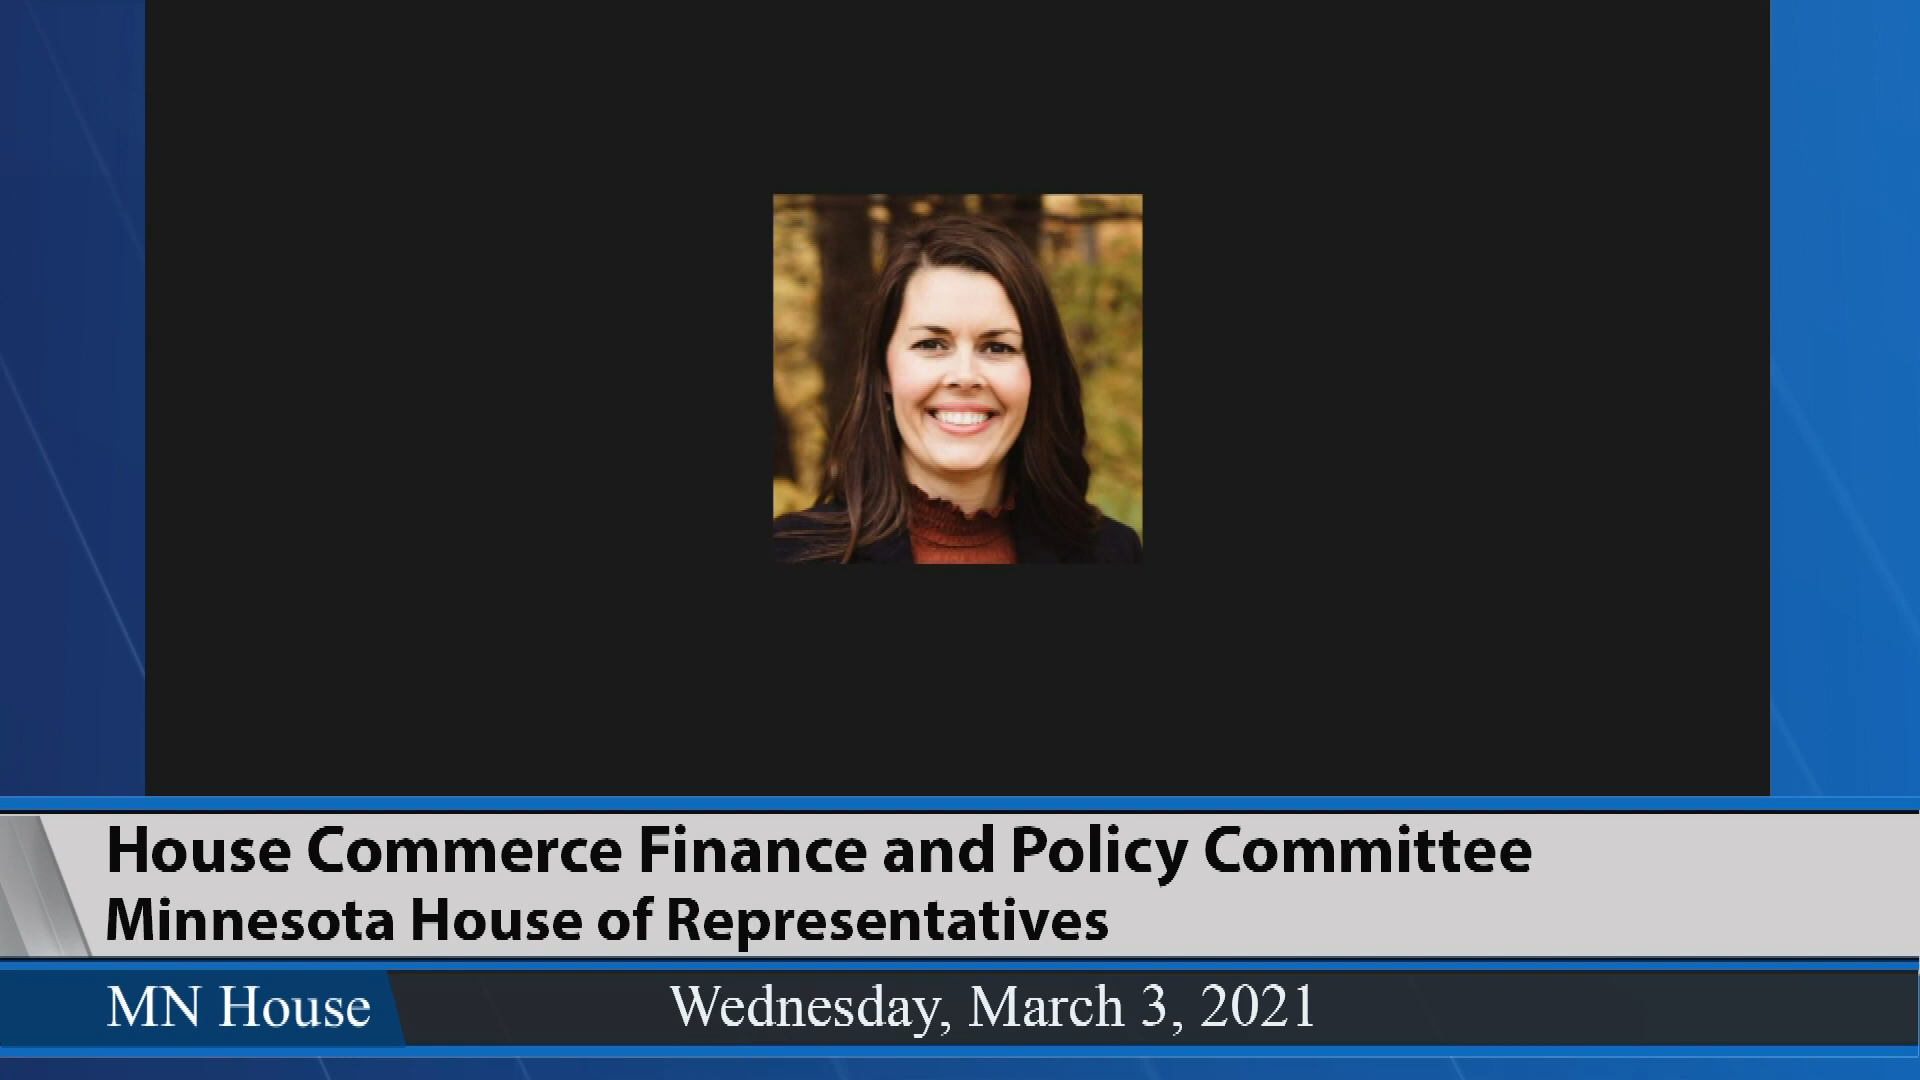 House Commerce Finance and Policy Committee
Minnesota House of Representatives
MN House
Wednesday, March 3, 2021